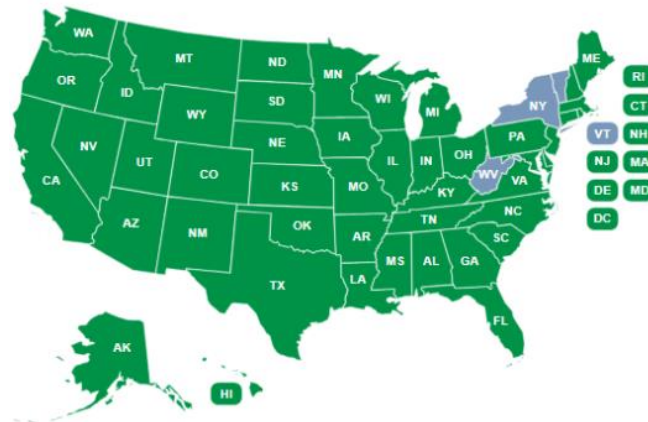 WA
ME
MT
ND
RI
OR
MN
ID
SD
WI
NY
CT
WY
MI
VT
NH
IA
PA
NE
NV
OH
NJ
MA
IL
IN
UT
CO
WV
VA
DE
MD
CA
KS
MO
KY
NC
DC
TN
OK
AZ
NM
AR
SC
MS
AL
GA
LA
TX
FL
AK
HI